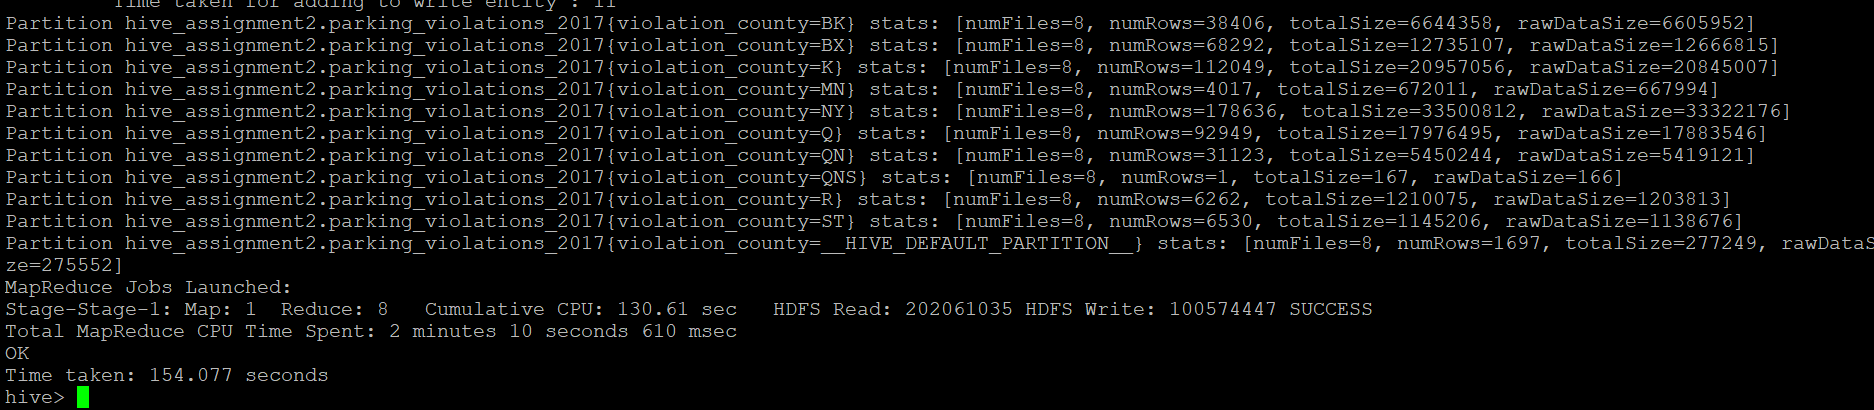 Time taken for adding to write entity : 11
Partition hive_assignment2.parking_violations_2017{violation_county=BK} stats: [numFiles=8, numRows=38406, totalSize=6644358, rawDataSize=6605952]
Partition hive_assignment2.parking_violations_2017{violation_county=BX} stats: [numFiles=8, numRows=68292, totalSize=12735107, rawDataSize=12666815]
Partition hive_assignment2.parking_violations_2017{violation_county=K} stats: [numFiles=8, numRows=112049, totalSize=20957056, rawDataSize=20845007]
Partition hive_assignment2.parking_violations_2017{violation_county=MN} stats: [numFiles=8, numRows=4017, totalSize=672011, rawDataSize=667994]
Partition hive_assignment2.parking_violations_2017{violation_county=NY} stats: [numFiles=8, numRows=178636, totalSize=33500812, rawDataSize=33322176]
Partition hive_assignment2.parking_violations_2017{violation_county=Q} stats: [numFiles=8, numRows=92949, totalSize=17976495, rawDataSize=17883546]
Partition hive_assignment2.parking_violations_2017{violation_county=QN} stats: [numFiles=8, numRows=31123, totalSize=5450244, rawDataSize=5419121]
Partition hive_assignment2.parking_violations_2017{violation_county=QNS} stats: [numFiles=8, numRows=1, totalSize=167, rawDataSize=166]
Partition hive_assignment2.parking_violations_2017{violation_county=R} stats: [numFiles=8, numRows=6262, totalSize=1210075, rawDataSize=1203813]
Partition hive_assignment2.parking_violations_2017{violation_county=ST} stats: [numFiles=8, numRows=6530, totalSize=1145206, rawDataSize=1138676]
Partition hive_assignment2.parking_violations_2017{violation_county=__HIVE_DEFAULT_PARTITION__} stats: [numFiles=8, numRows=1697, totalSize=277249, rawDataS
ze=275552]
MapReduce Jobs Launched:
Stage-Stage-1: Map: 1  Reduce: 8   Cumulative CPU: 130.61 sec   HDFS Read: 202061035 HDFS Write: 100574447 SUCCESS
Total MapReduce CPU Time Spent: 2 minutes 10 seconds 610 msec
OK
Time taken: 154.077 seconds
hive>